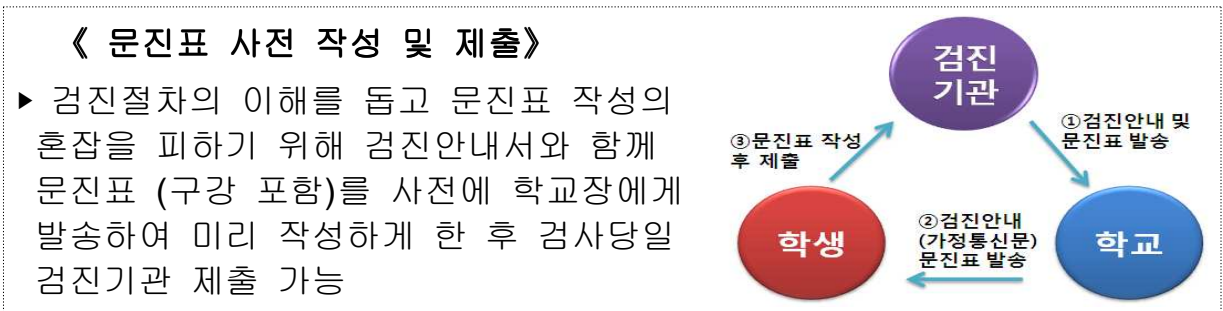 《 문진표 사전 작성 및 제출》
▶ 검진절차의 이해를 돕고 문진표 작성의
혼잡을 피하기 위해 검진안내서와 함께
문진표 (구강 포함)를 사전에 학교장에게
발송하여 미리 작성하게 한 후 검사당일
검진기관 제출 가능
검진
기관
①검진안내 및
문진표 발송
③문진표 작성
후 제출
학생
②검진안내
(가정통신문)
문진표 발송
학교